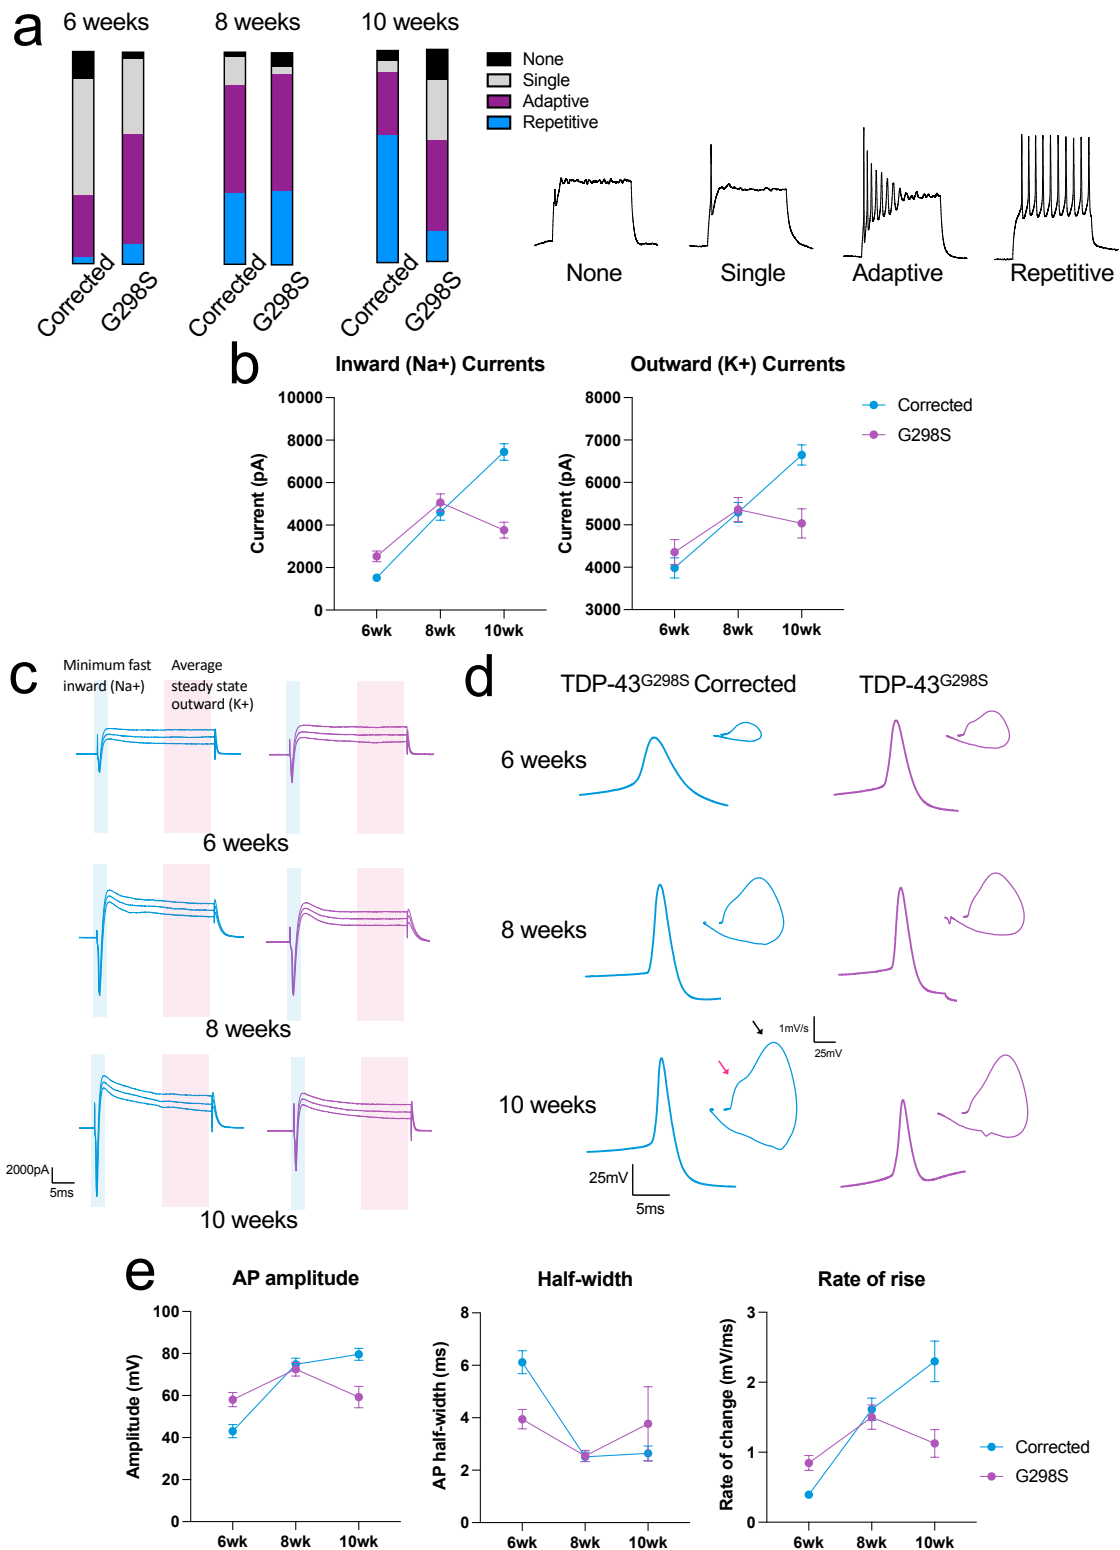 a
6 weeks
8 weeks
10 weeks
None
Single
Adaptive
Repetitive
Corrected
G298S
Corrected
G298S
Corrected
G298S
None
Single
Adaptive
Repetitive
b
Inward (Na+) Currents
Outward (K+) Currents
10000
8000
6000
4000
2000
0
Current (pA)
6wk
8wk
10wk
8000
7000
6000
5000
4000
3000
Current (pA)
6wk
8wk
10wk
Corrected
G298S
c
Minimum fast
inward (Na+)
Average
steady state
outward (K+)
6 weeks
8 weeks
10 weeks
2000pA
5ms
d
TDP-43G298S Corrected
TDP-43G298S
6 weeks
8 weeks
10 weeks
1mV/s
25mV
25mV
5ms
e
AP amplitude
Half-width
Rate of rise
100
80
60
40
20
0
Amplitude (mV)
6wk
8wk
10wk
8
6
4
2
0
AP half-width (ms)
6wk
8wk
10wk
3
2
1
0
Rate of change (mV/ms)
6wk
8wk
10wk
Corrected
G298S